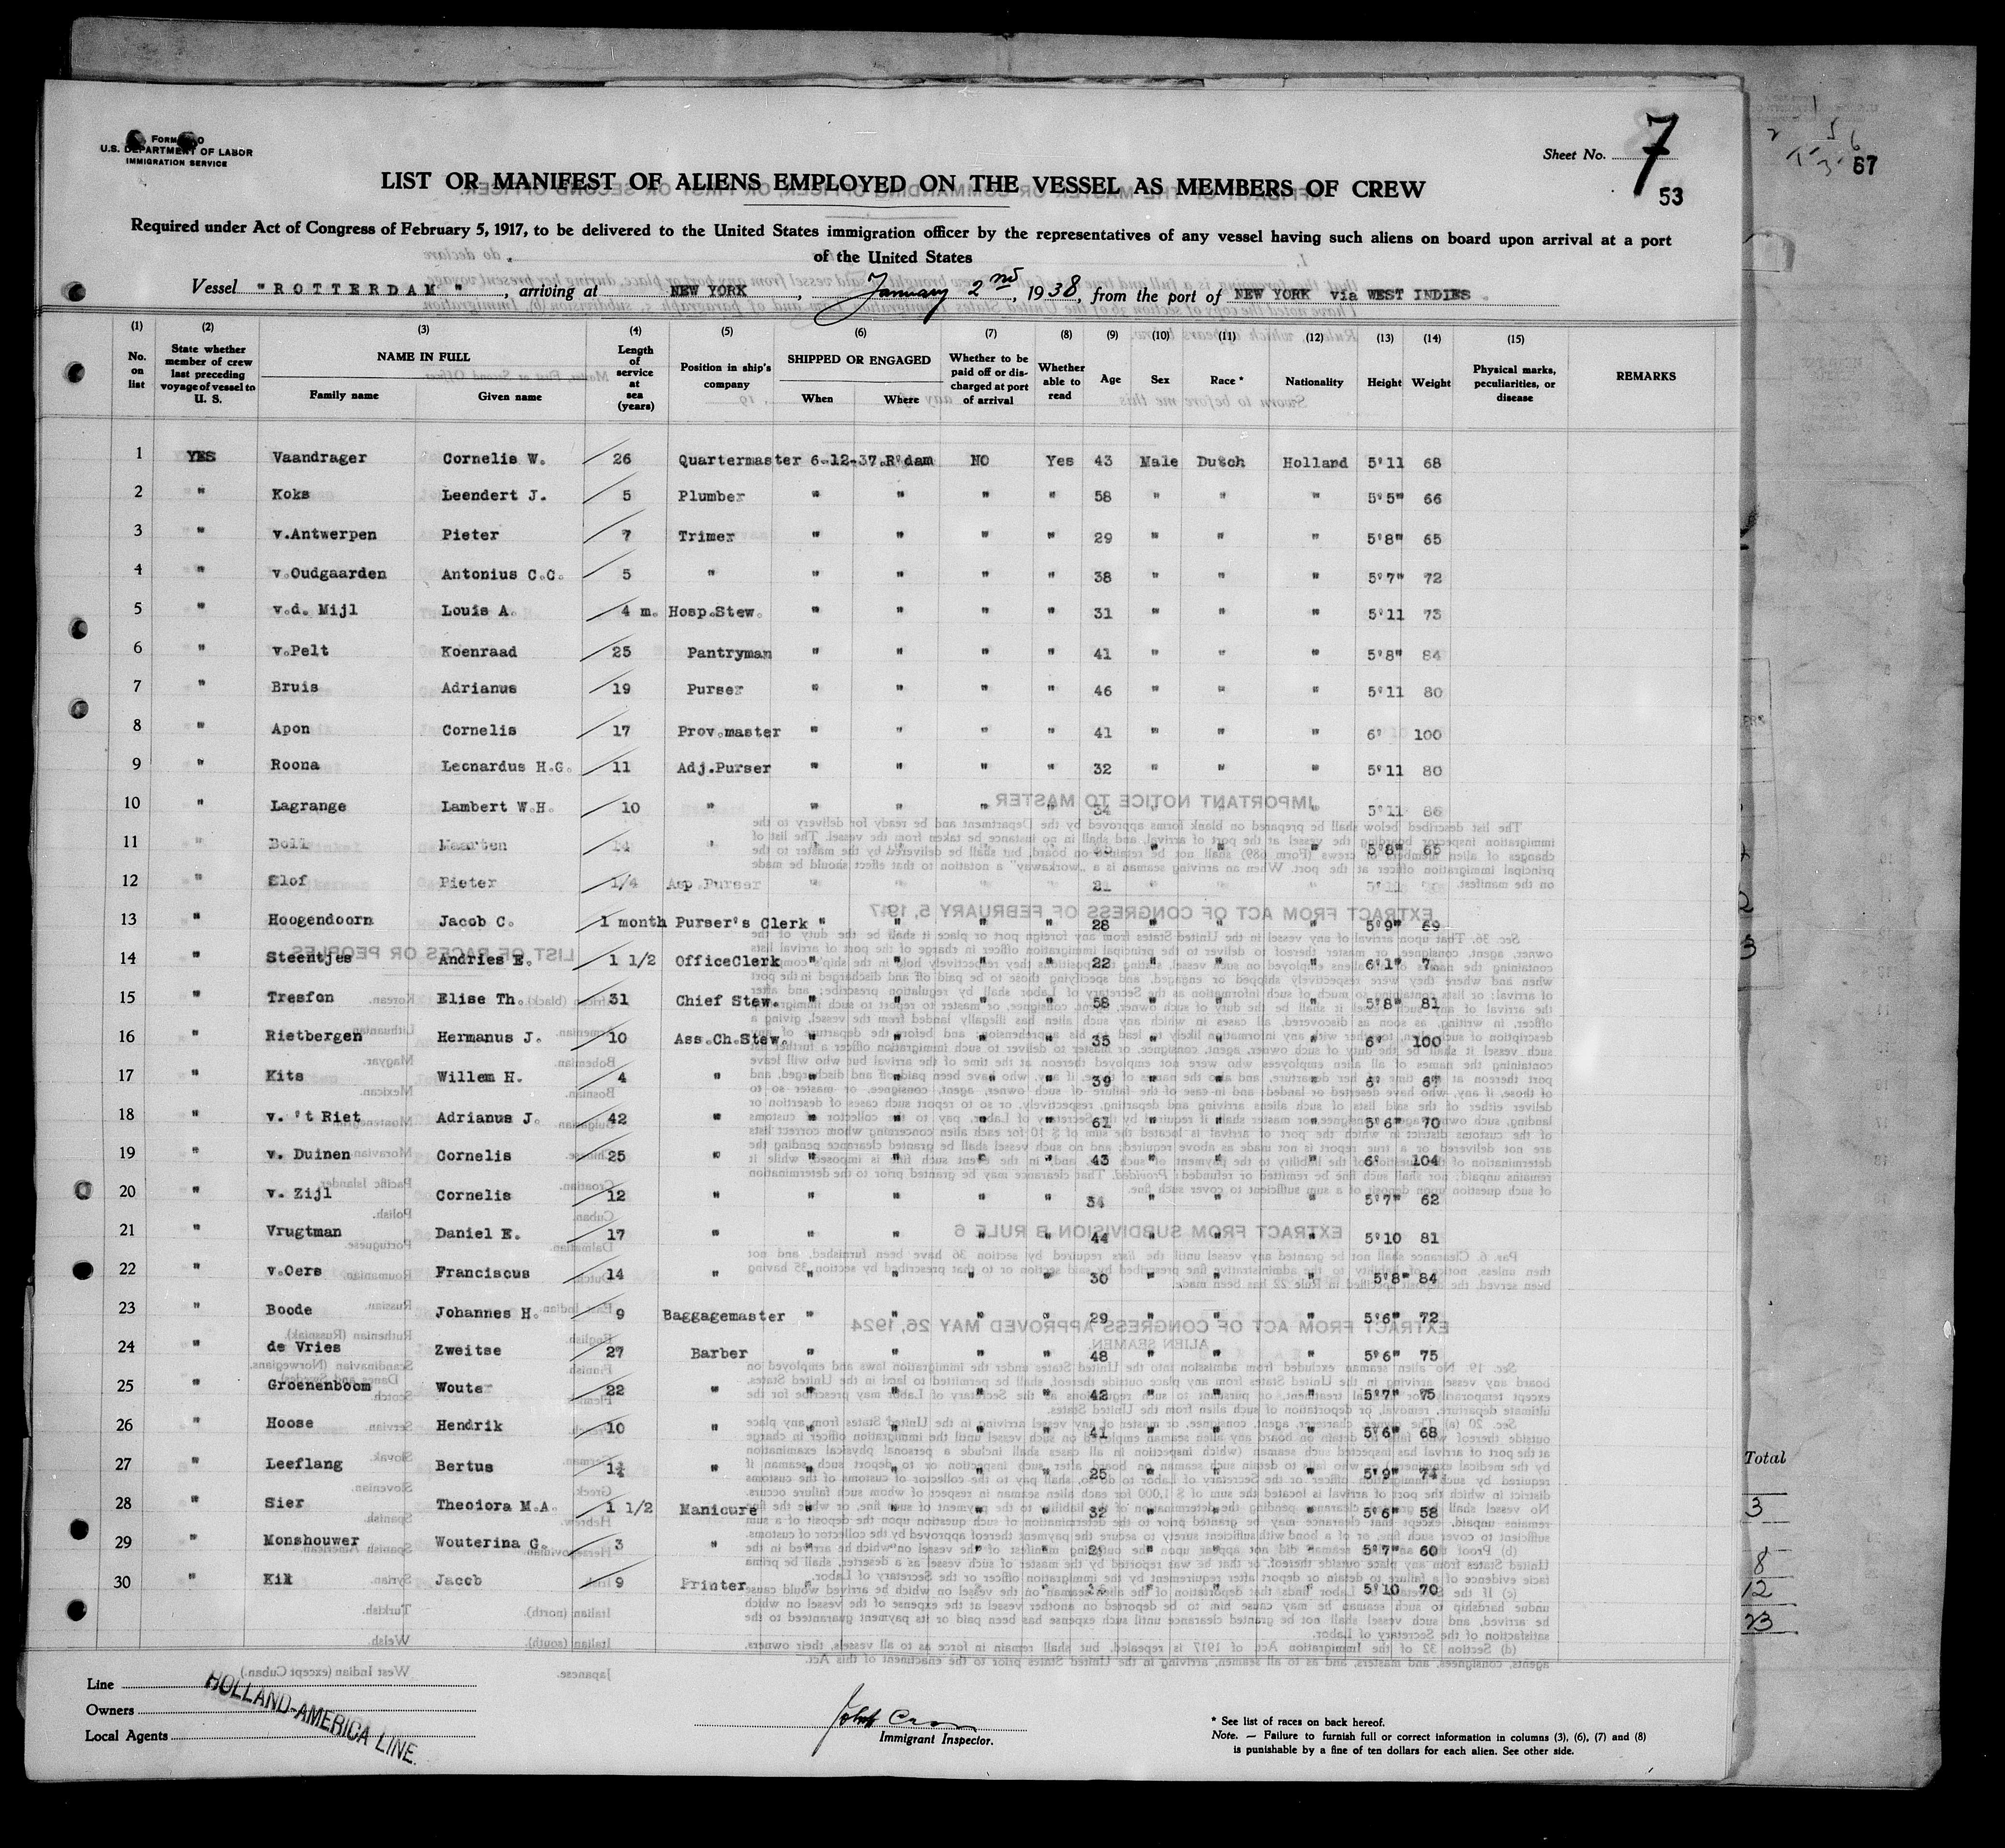 Form 680
U.S. DEPARTMENT OF LABOR
IMMIGRATION SERVICE
Sheet No. 7
53
67
LIST OR MANIFEST OF ALIENS EMPLOYED ON THE VESSEL AS MEMBERS OF CREW
Required under Act of Congress of February 5, 1917, to be delivered to the United States immigration officer by the representatives of any vessel having such aliens on board upon arrival at a port
of the United States
Vessel "ROTTERDAM", arriving at NEW YORK, January 2nd, 1938, from the port of NEW YORK via WEST INDIES.
(1) (2) (3) (4) (5) (6) (7) (8) (9) (10) (11) (12) (13) (14) (15)
No. on list State whether member of crew last preceding voyage of vessel to U. S. NAME IN FULL Family name Given name Length of service at sea (years) Position in ship's company SHIPPED OR ENGAGED When Where Whether to be paid off or discharged at port of arrival Whether able to read Age Sex Race * Nationality Height Weight Physical marks, peculiarities, or disease REMARKS
1 YES Vaandrager Cornelis W. 26 Quartermaster 6-12-37 R'dam NO Yes 43 Male Dutch Holland 5'11 68
2 " Koks Leendert J. 5 Plumber " " " " 58 " " " 5'5" 66
3 " v.Antwerpen Pieter 7 Trimer " " " " 29 " " " 5'8" 65
4 " v.Oudgaarden Antonius C.C. 5 " " " " " 38 " " " 5'7" 72
5 " v.d. Mijl Louis A. 4 m. Hosp.Stew. " " " " 31 " " " 5'11 73
6 " v.Pelt Koenraad 25 Pantryman " " " " 41 " " " 5'8" 84
7 " Bruis Adrianus 19 Purser " " " " 46 " " " 5'11 80
8 " Apon Cornelis 17 Prov.master " " " " 41 " " " 6' 100
9 " Roona Leonardus H.G. 11 Adj.Purser " " " " 32 " " " 5'11 80
10 " Lagrange Lambert W.H. 10 " " " " " 34 " " " 5'11 86
11 " Boll Maarten 14 " " " " " " " " 5'8" 65
12 " Slof Pieter 1/4 Asp.Purser " " " " 21 " " " 5'11
13 " Hoogendoorn Jacob C. 1 month Purser's Clerk " " " " 28 " " " 5'9" 69
14 " Steentjes Andries E. 1 1/2 OfficeClerk " " " " 22 " " " 6'1"
15 " Tresfon Elise Th. 31 Chief Stew. " " " " 58 " " " 5'8" 81
16 " Rietbergen Hermanus J. 10 Ass.Ch.Stew. " " " " 35 " " " 6' 100
17 " Kits Willem H. 4 " " " " " 39 " " " 6' 67
18 " v. 't Riet Adrianus J. 42 " " " " " 61 " " " 5'6" 70
19 " v. Duinen Cornelis 25 " " " " " 43 " " " 6' 104
20 " v. Zijl Cornelis 12 " " " " " 34 " " " 5'7" 62
21 " Vrugtman Daniel E. 17 " " " " " 44 " " " 5'10 81
22 " v.Oers Franciscus 14 " " " " " 30 " " " 5'8" 84
23 " Boode Johannes H. 9 Baggagemaster " " " " 29 " " " 5'6" 72
24 " de Vries Zweitse 27 Barber " " " " 48 " " " 5'6" 75
25 " Groenenboom Wouter 22 " " " " " 42 " " " 5'7" 75
26 " Hoose Hendrik 10 " " " " " 41 " " " 5'6" 68
27 " Leeflang Bertus 1¼ " " " " " 25 " " " 5'9" 74
28 " Sier Theodora M.A. 1 1/2 Manicure " " " " 32 " " " 5'6" 58
29 " Monshouwer Wouterina G. 3 " " " " " " " " 5'7" 60
30 " Kik Jacob 9 Printer " " " " " " " 5'10 70
Line
Owners
Local Agents
HOLLAND-AMERICA LINE.
Immigrant Inspector.
* See list of races on back hereof.
Note. — Failure to furnish full or correct information in columns (3), (6), (7) and (8)
is punishable by a fine of ten dollars for each alien. See other side.
Total
3
8
12
23